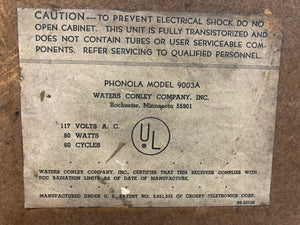 CAUTION — TO PREVENT ELECTRICAL SHOCK DO NOT
OPEN CABINET. THIS UNIT IS FULLY TRANSISTORIZED AND
DOES NOT CONTAIN TUBES OR USER SERVICEABLE COM-
PONENTS. REFER SERVICING TO QUALIFIED PERSONNEL.
PHONOLA MODEL 9003A
WATERS CONLEY COMPANY, INC.
Rochester, Minnesota 55901
117 VOLTS A. C.
80 WATTS
60 CYCLES
UL
WATERS CONLEY COMPANY, INC., CERTIFIES THAT THIS RECEIVER COMPLIES WITH
FCC RADIATION LIMITS AS OF DATE OF MANUFACTURE.
MANUFACTURED UNDER U. S. PATENT NO. OF CROSBY TELETRONICS CORP.